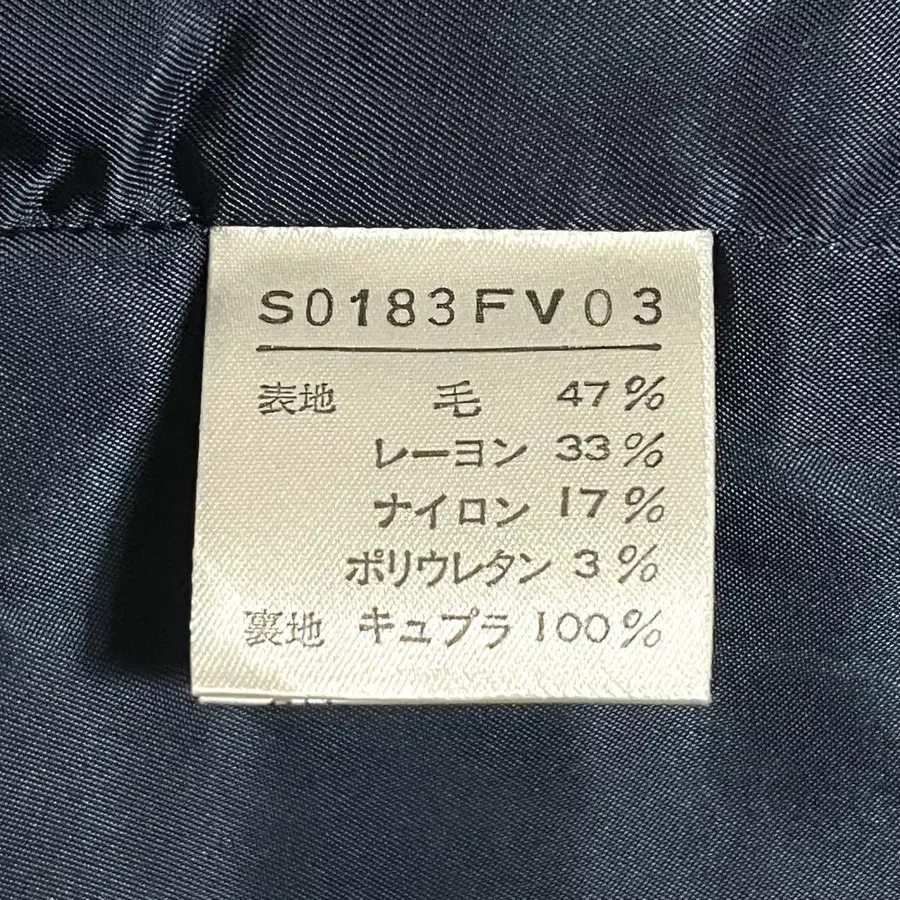 S0183FV03
表地 毛 47%
レーヨン 33%
ナイロン 17%
ポリウレタン 3%
裏地 キュプラ 100%